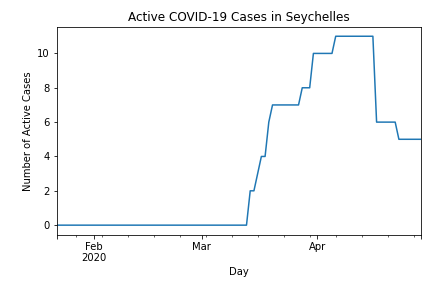 Active COVID-19 Cases in Seychelles
Number of Active Cases
10
8
6
4
2
0
Feb
2020
Mar
Apr
Day